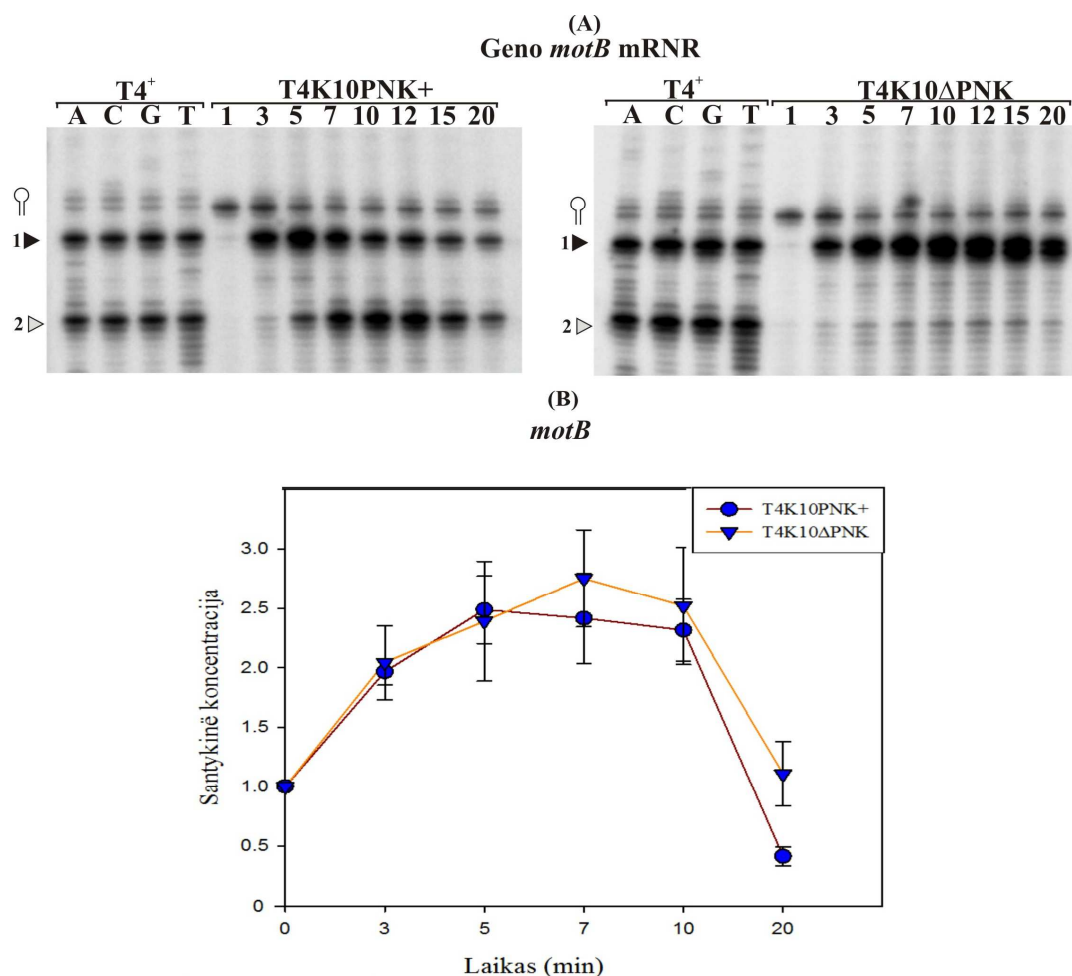 (A)
Geno motB mRNR
T4+ T4K10PNK+ T4+ T4K10ΔPNK
A C G T 1 3 5 7 10 12 15 20 A C G T 1 3 5 7 10 12 15 20
1 1
2 2
(B)
motB
T4K10PNK+
T4K10ΔPNK
3.0
2.5
2.0
1.5
1.0
0.5
0
Santykinë koncentracija
0 3 5 7 10 20
Laikas (min)